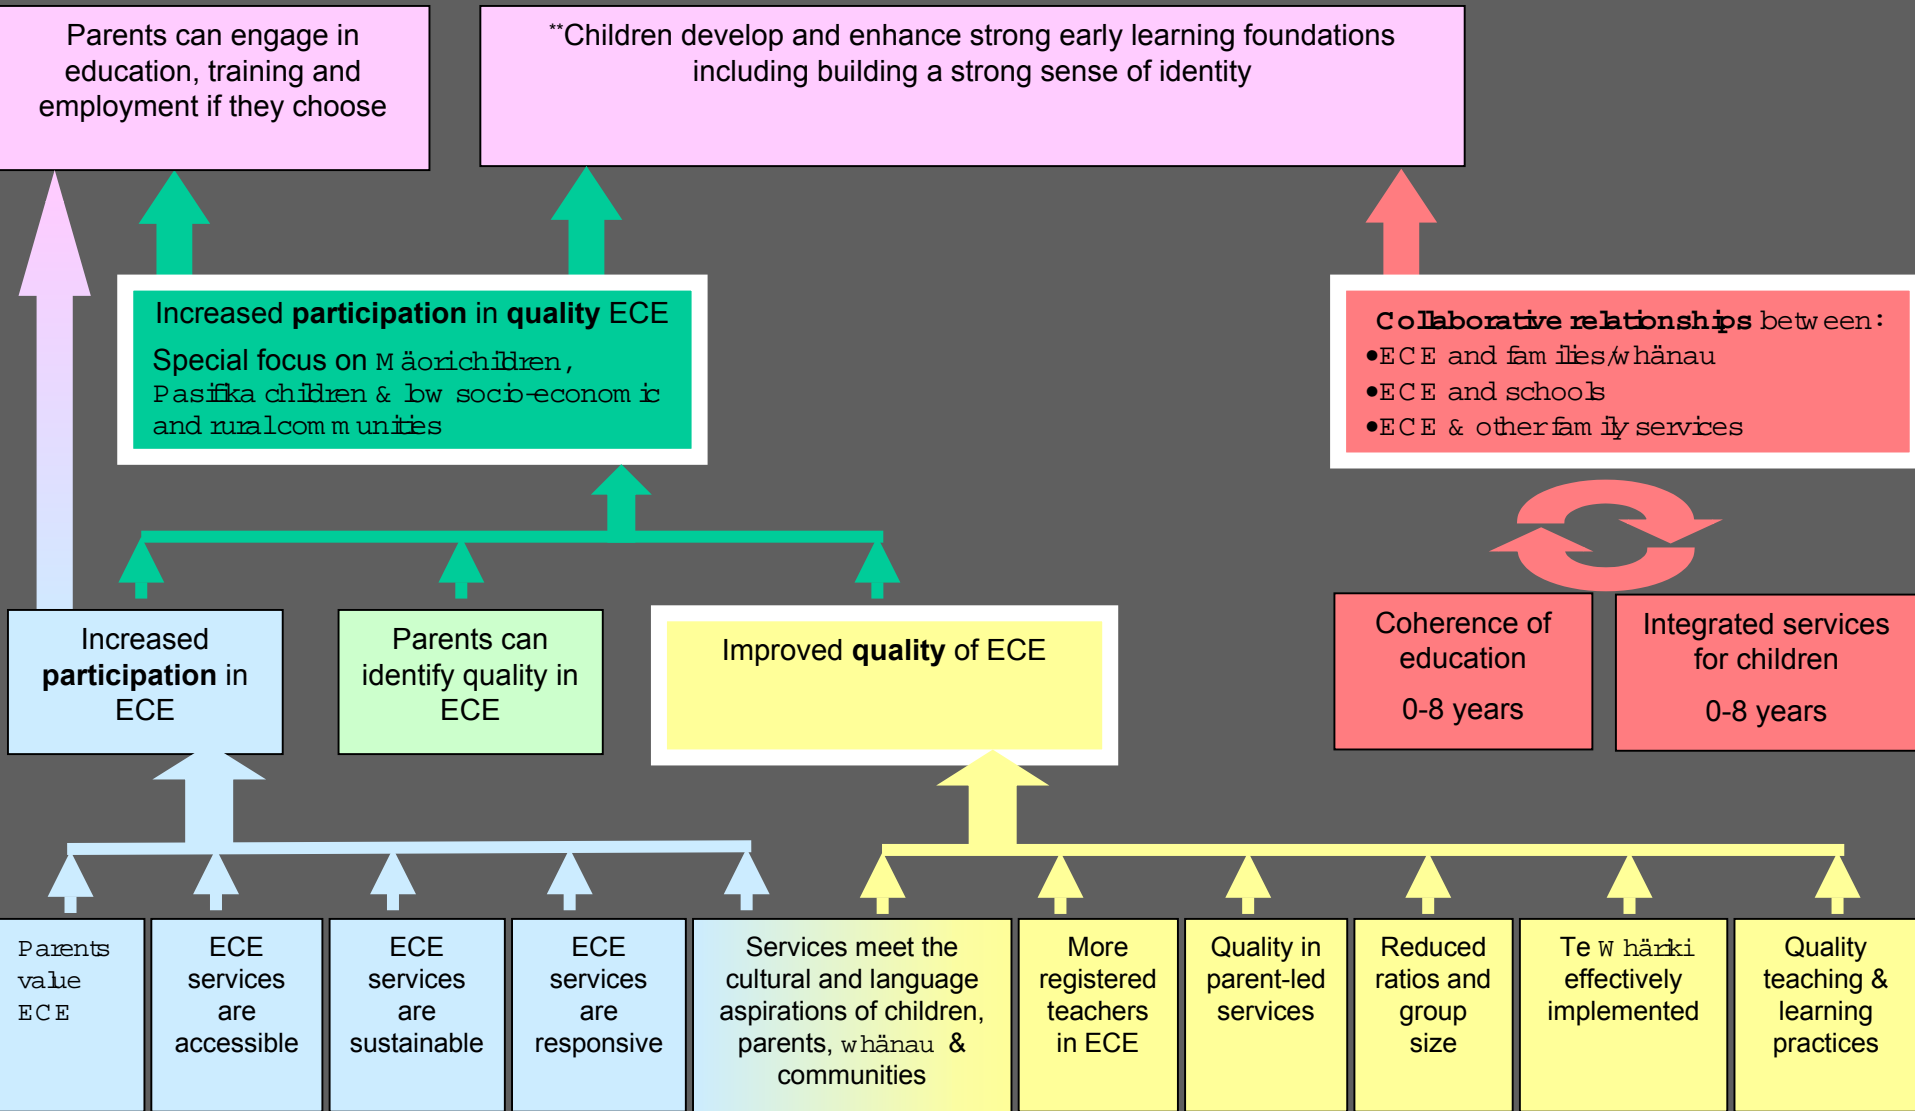 Parents can engage in
education, training and
employment if they choose
**Children develop and enhance strong early learning foundations
including building a strong sense of identity
Increased participation in quality ECE
Special focus on Mäori children,
Pasifika children & low socio-economic
and rural communities
Collaborative relationships between:
•ECE and families/whänau
•ECE and schools
•ECE & other family services
Increased
participation in
ECE
Parents can
identify quality in
ECE
Improved quality of ECE
Coherence of
education
0-8 years
Integrated services
for children
0-8 years
Parents
value
ECE
ECE
services
are
accessible
ECE
services
are
sustainable
ECE
services
are
responsive
Services meet the
cultural and language
aspirations of children,
parents, whänau &
communities
More
registered
teachers
in ECE
Quality in
parent-led
services
Reduced
ratios and
group
size
Te Whärki
effectively
implemented
Quality
teaching &
learning
practices